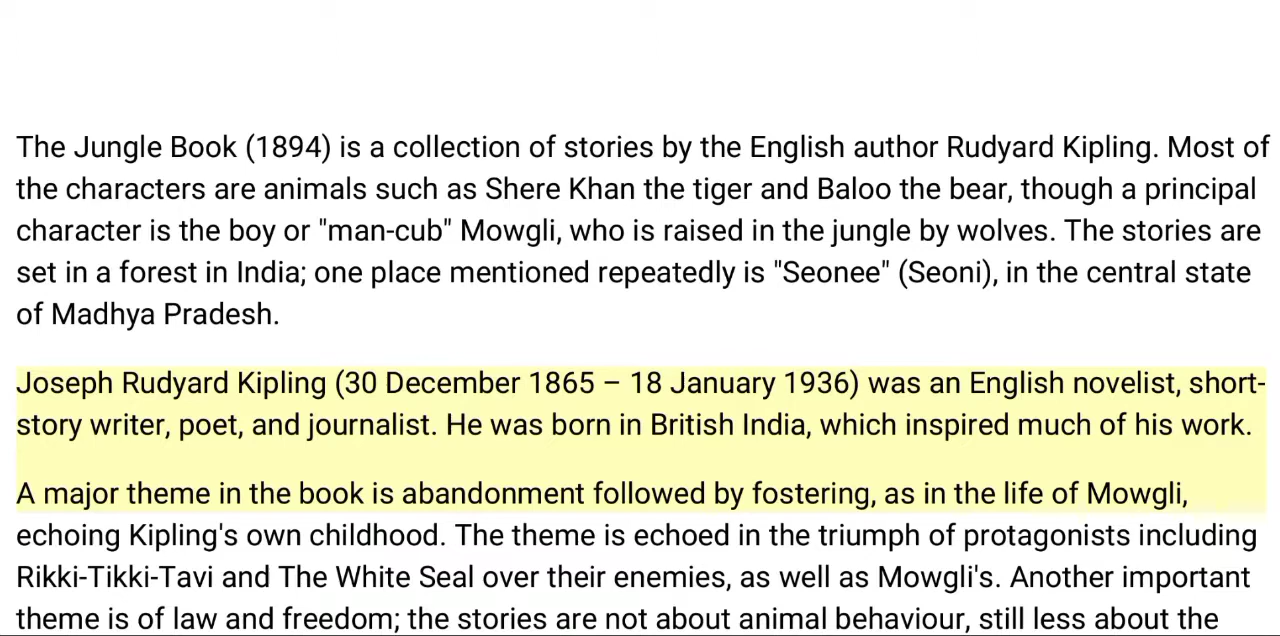 The Jungle Book (1894) is a collection of stories by the English author Rudyard Kipling. Most of
the characters are animals such as Shere Khan the tiger and Baloo the bear, though a principal
character is the boy or "man-cub" Mowgli, who is raised in the jungle by wolves. The stories are
set in a forest in India; one place mentioned repeatedly is "Seonee" (Seoni), in the central state
of Madhya Pradesh.
Joseph Rudyard Kipling (30 December 1865 – 18 January 1936) was an English novelist, short-
story writer, poet, and journalist. He was born in British India, which inspired much of his work.
A major theme in the book is abandonment followed by fostering, as in the life of Mowgli,
echoing Kipling's own childhood. The theme is echoed in the triumph of protagonists including
Rikki-Tikki-Tavi and The White Seal over their enemies, as well as Mowgli's. Another important
theme is of law and freedom; the stories are not about animal behaviour, still less about the